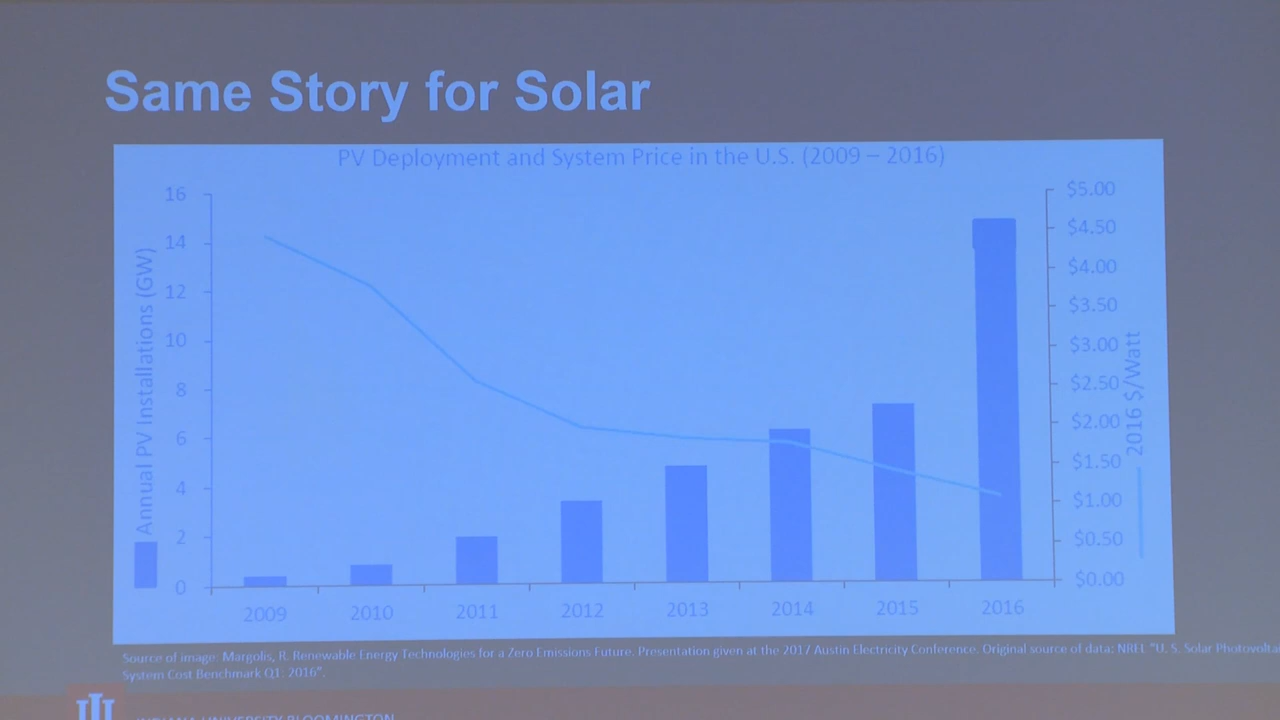 Same Story for Solar
PV Deployment and System Price in the U.S. (2009 – 2016)
Annual PV Installations (GW)
16
14
12
10
8
6
4
2
0
$5.00
$4.50
$4.00
$3.50
$3.00
$2.50
$2.00
$1.50
$1.00
$0.50
$0.00
2016 $/Watt
2009 2010 2011 2012 2013 2014 2015 2016
Source of image: Margolis, R. Renewable Energy Technologies for a Zero Emissions Future. Presentation given at the 2017 Austin Electricity Conference. Original source of data: NREL "U. S. Solar Photovoltai
System Cost Benchmark Q1. 2016".
INDIANA UNIVERSITY BLOOMINGTON